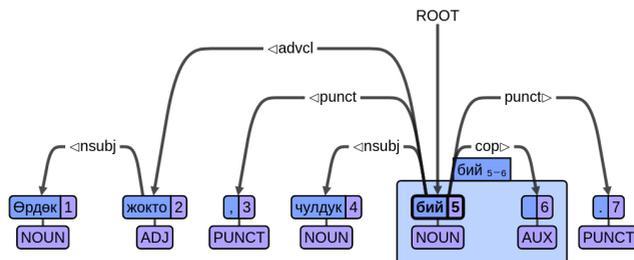 ROOT
◁advcl
◁punct punct▷
◁nsubj ◁nsubj cop▷
бий 5–6
Өрдөк 1 жокто 2 , 3 чулдук 4 бий 5 6 . 7
NOUN ADJ PUNCT NOUN NOUN AUX PUNCT